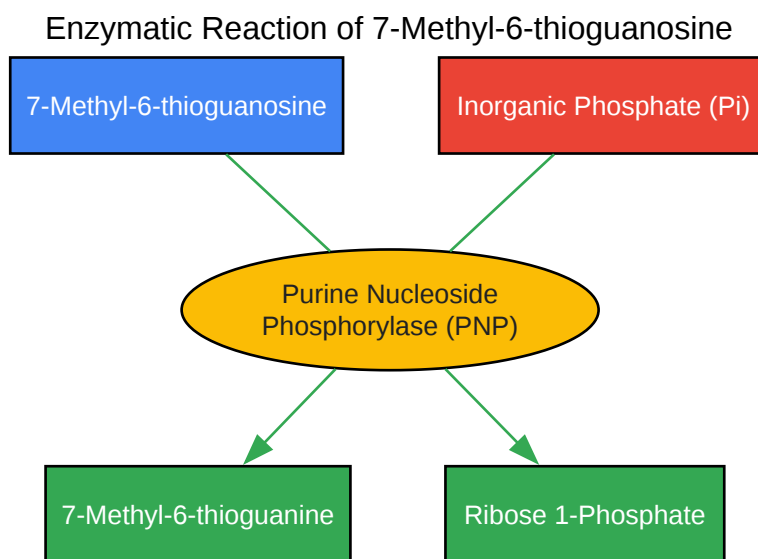 Enzymatic Reaction of 7-Methyl-6-thioguanosine
7-Methyl-6-thioguanosine
Inorganic Phosphate (Pi)
Purine Nucleoside
Phosphorylase (PNP)
7-Methyl-6-thioguanine
Ribose 1-Phosphate